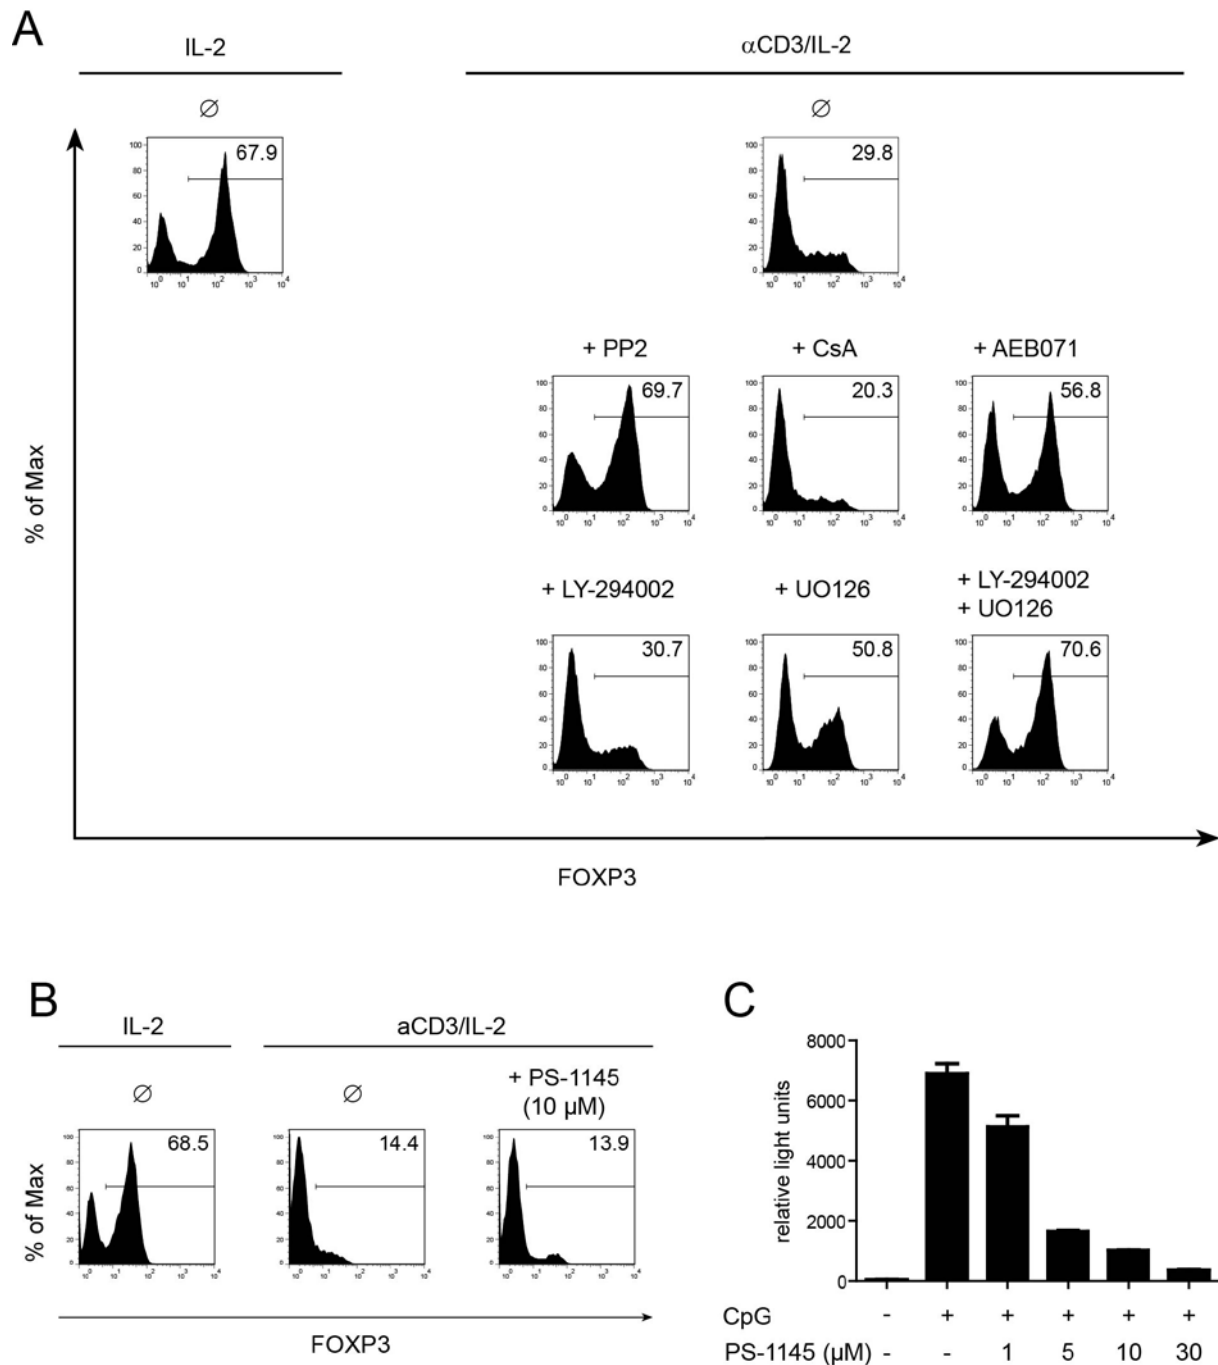 A
IL-2
αCD3/IL-2
∅
∅
67.9
29.8
+ PP2
+ CsA
+ AEB071
69.7
20.3
56.8
+ LY-294002
+ UO126
+ LY-294002
+ UO126
30.7
50.8
70.6
% of Max
FOXP3
B
IL-2
aCD3/IL-2
∅
∅
+ PS-1145
(10 µM)
68.5
14.4
13.9
% of Max
FOXP3
C
8000
6000
4000
2000
0
relative light units
CpG - + + + + +
PS-1145 (µM) - - 1 5 10 30